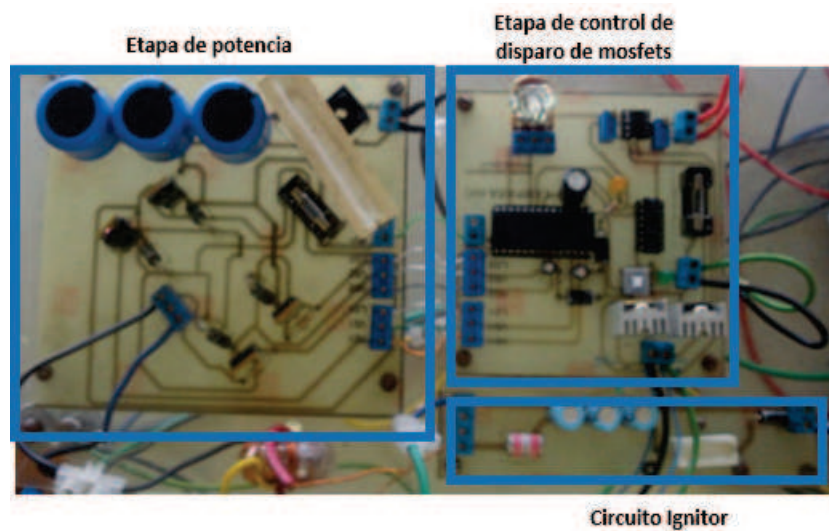 Etapa de potencia
Etapa de control de
disparo de mosfets
Circuito Ignitor